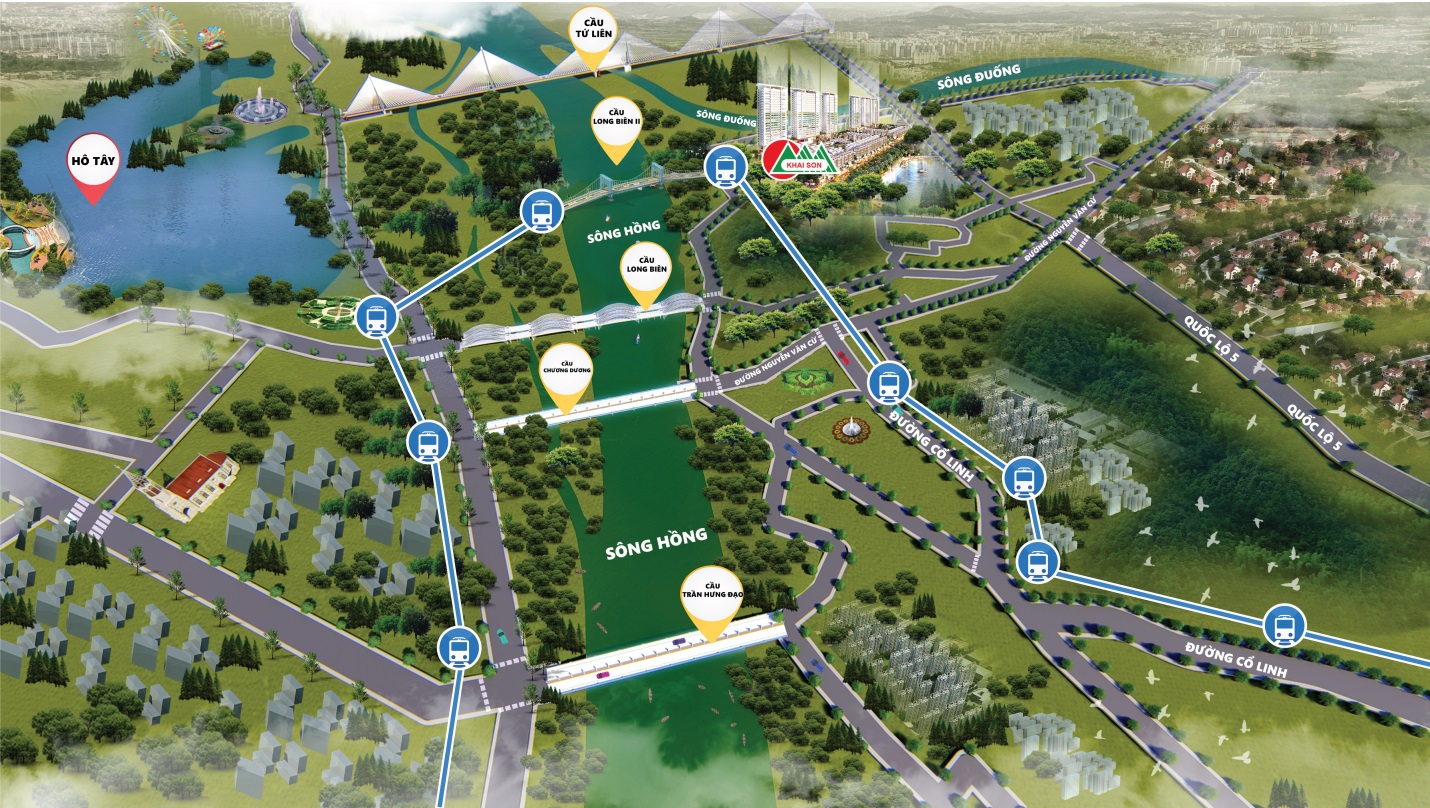 CẦU
TỨ LIÊN
SÔNG ĐUỐNG
CẦU
LONG BIÊN II
SÔNG ĐUỐNG
HỒ TÂY
KHAI SON
SÔNG HỒNG
ĐƯỜNG NGUYỄN VĂN CỪ
CẦU
LONG BIÊN
QUỐC LỘ 5
CẦU
CHƯƠNG DƯƠNG
ĐƯỜNG NGUYỄN VĂN CỪ
QUỐC LỘ 5
ĐƯỜNG CỔ LINH
SÔNG HỒNG
CẦU
TRẦN HƯNG ĐẠO
ĐƯỜNG CỔ LINH